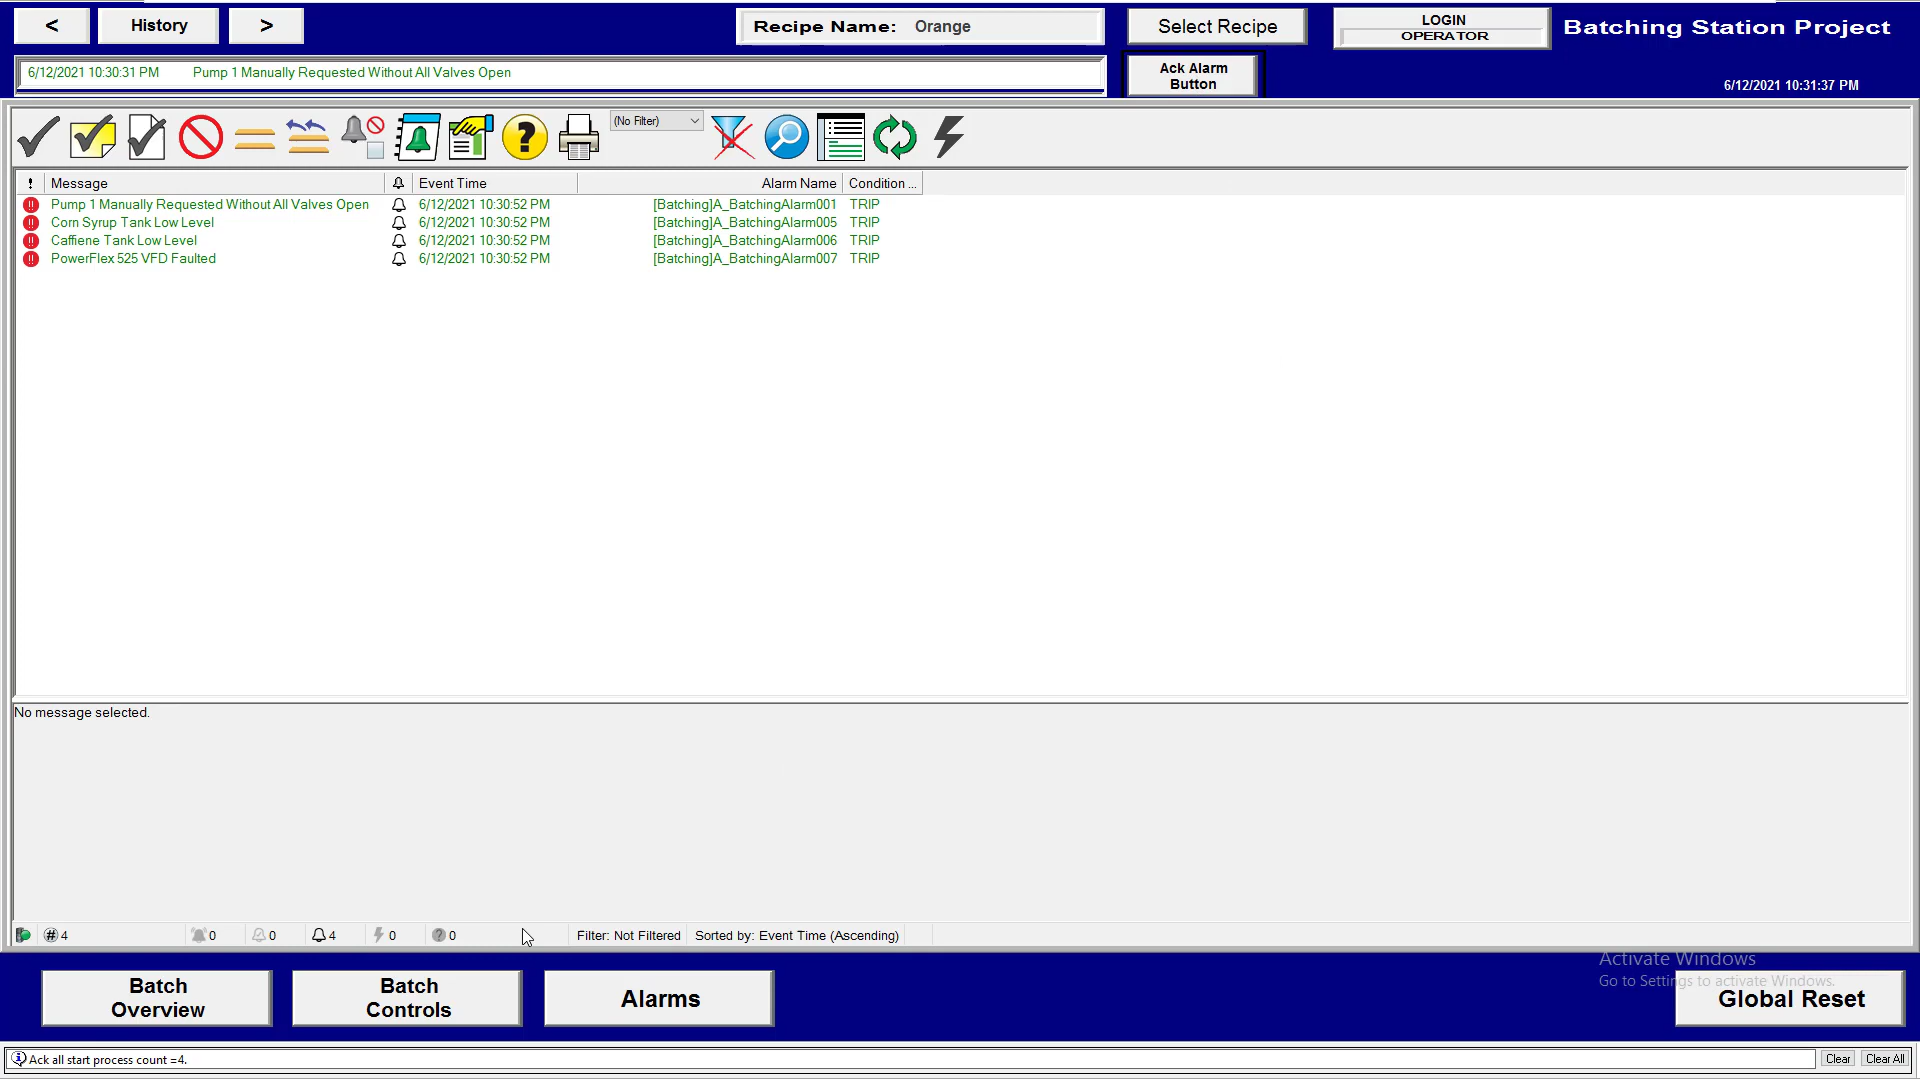 < History > Recipe Name: Orange Select Recipe LOGIN Batching Station Project
OPERATOR
6/12/2021 10:30:31 PM Pump 1 Manually Requested Without All Valves Open Ack Alarm
Button
6/12/2021 10:31:37 PM
(No Filter)
! Message Event Time Alarm Name Condition ...
Pump 1 Manually Requested Without All Valves Open 6/12/2021 10:30:52 PM [Batching]A_BatchingAlarm001 TRIP
Corn Syrup Tank Low Level 6/12/2021 10:30:52 PM [Batching]A_BatchingAlarm005 TRIP
Caffiene Tank Low Level 6/12/2021 10:30:52 PM [Batching]A_BatchingAlarm006 TRIP
PowerFlex 525 VFD Faulted 6/12/2021 10:30:52 PM [Batching]A_BatchingAlarm007 TRIP
No message selected.
# 4 0 0 4 0 ? 0 Filter: Not Filtered Sorted by: Event Time (Ascending)
Activate Windows
Go to Settings to activate Windows.
Batch
Overview
Batch
Controls
Alarms
Global Reset
Ack all start process count =4. Clear Clear All